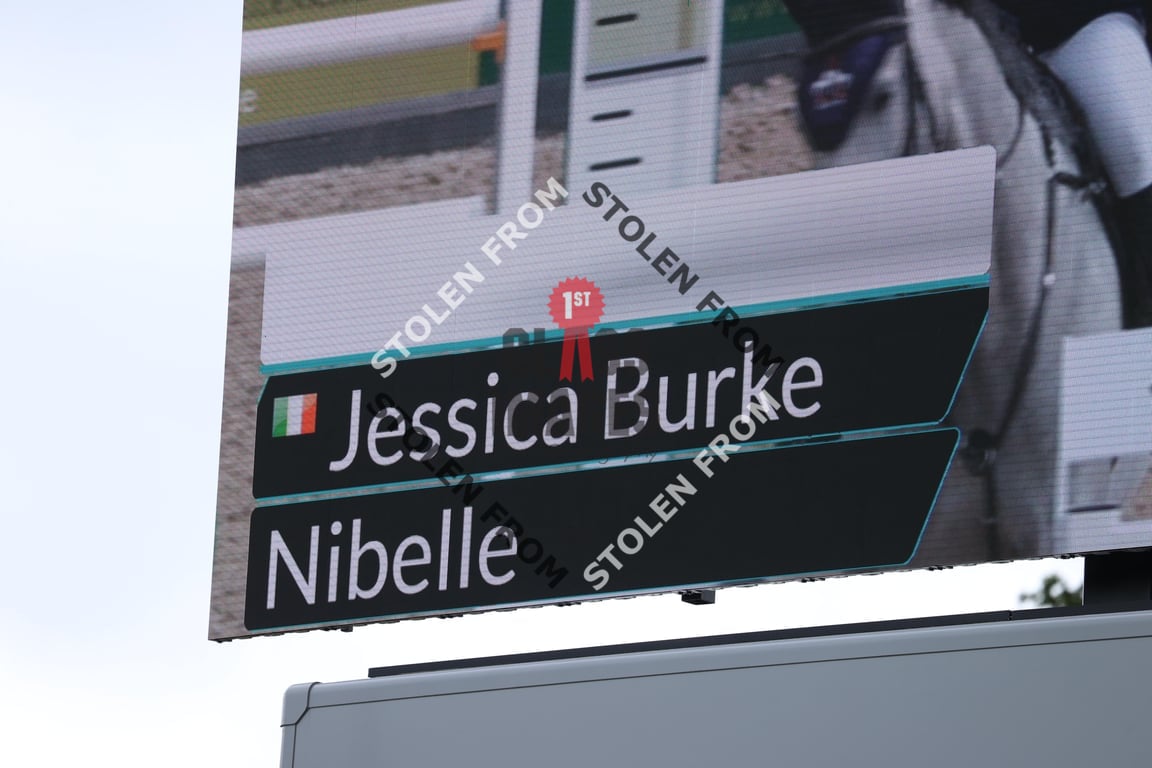 STOLEN FROM
STOLEN FROM
1ST
Jessica Burke
STOLEN FROM
STOLEN FROM
Nibelle